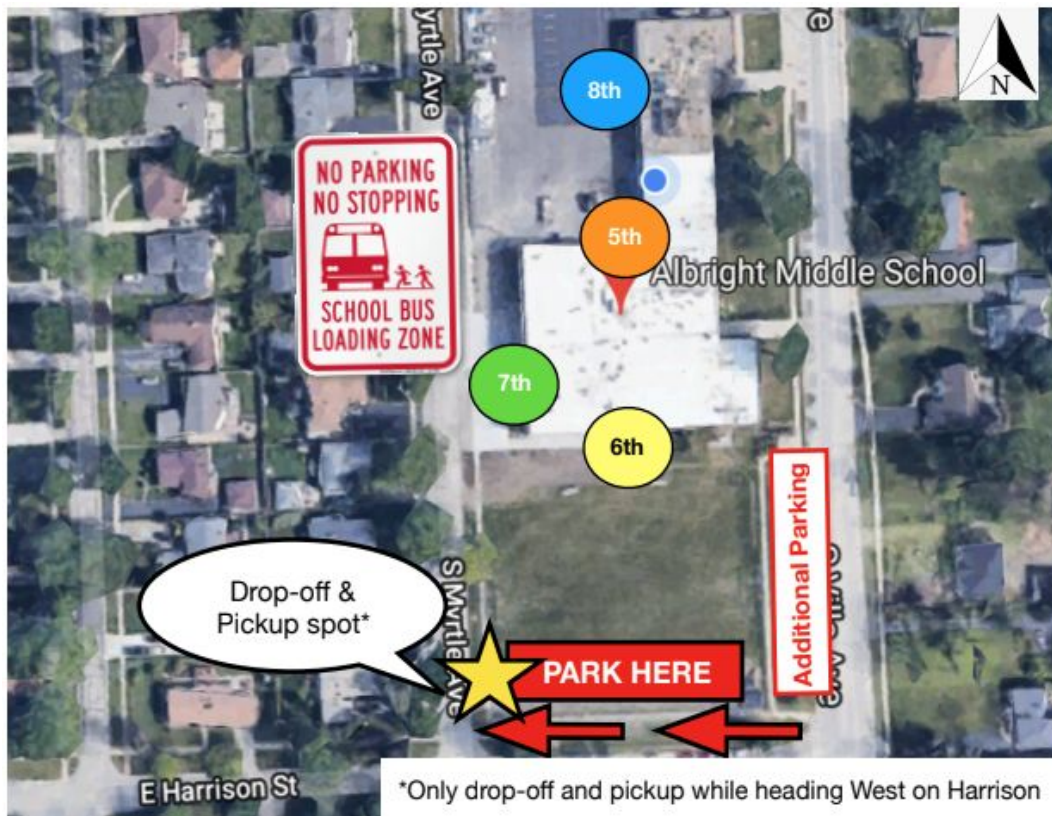 yrtle Ave
N
8th
NO PARKING
NO STOPPING
SCHOOL BUS
LOADING ZONE
5th
Albright Middle School
7th
6th
Additional Parking
Drop-off &
Pickup spot*
S Myrtle Ave
PARK HERE
Ave
E Harrison St
*Only drop-off and pickup while heading West on Harrison